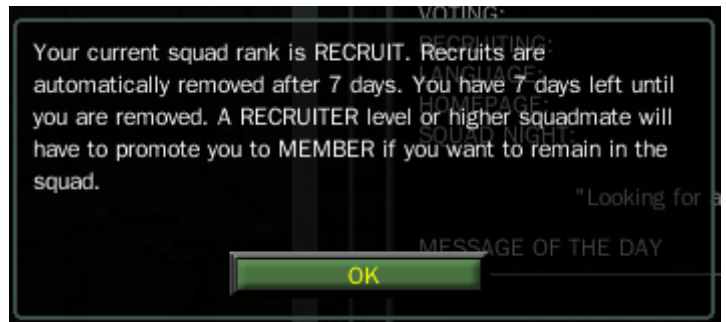 VOTING:
Your current squad rank is RECRUIT. Recruits are
RECRUITING:
automatically removed after 7 days. You have 7 days left until
LANGUAGE:
you are removed. A RECRUITER level or higher squadmate will
HOMEPAGE:
SQUAD NIGHT:
have to promote you to MEMBER if you want to remain in the
squad.
"Looking for a
MESSAGE OF THE DAY
OK